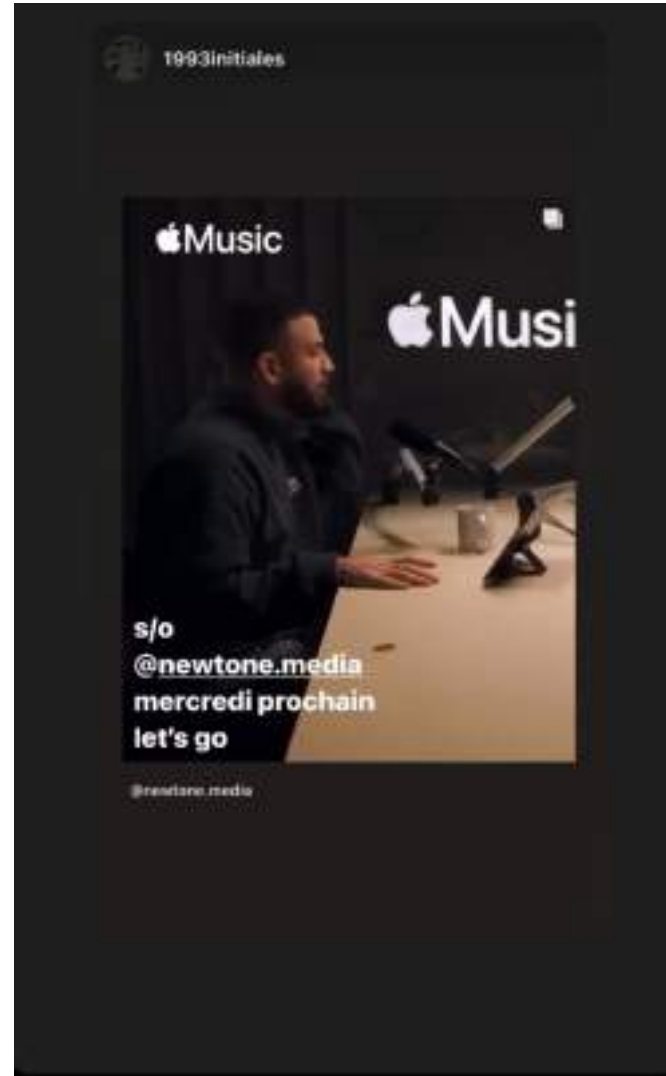 1993initiales
Music
Musi
s/o
@newtone.media
mercredi prochain
let's go
@newtone.media